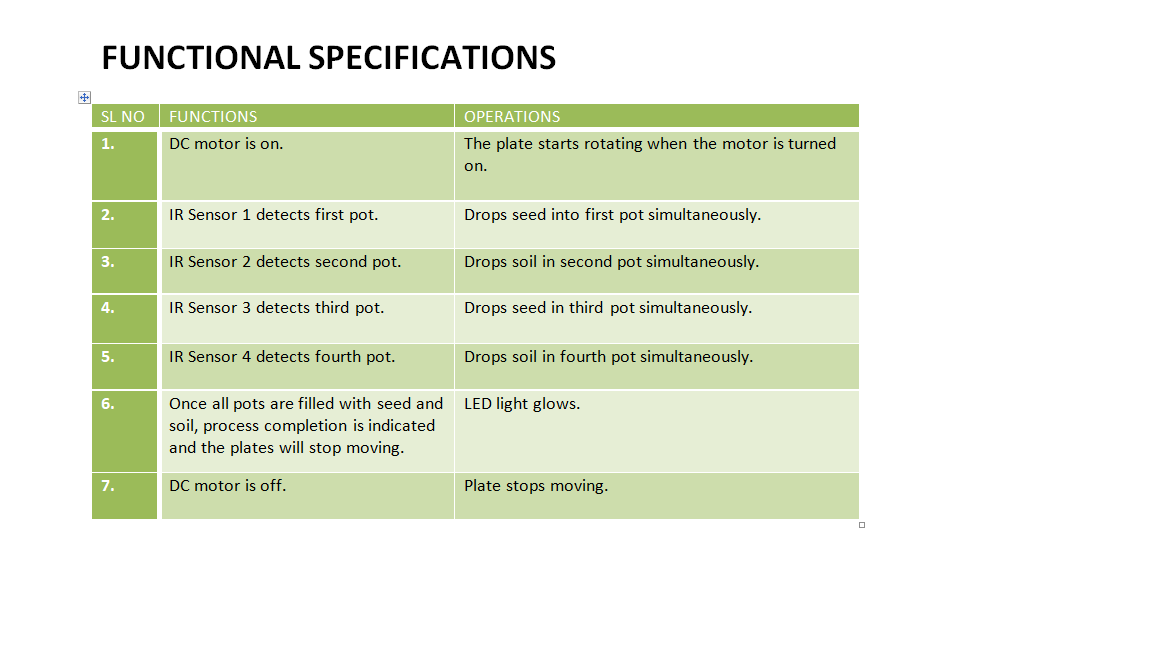 FUNCTIONAL SPECIFICATIONS
SL NO FUNCTIONS OPERATIONS
1. DC motor is on. The plate starts rotating when the motor is turned
on.
2. IR Sensor 1 detects first pot. Drops seed into first pot simultaneously.
3. IR Sensor 2 detects second pot. Drops soil in second pot simultaneously.
4. IR Sensor 3 detects third pot. Drops seed in third pot simultaneously.
5. IR Sensor 4 detects fourth pot. Drops soil in fourth pot simultaneously.
6. Once all pots are filled with seed and LED light glows.
soil, process completion is indicated
and the plates will stop moving.
7. DC motor is off. Plate stops moving.